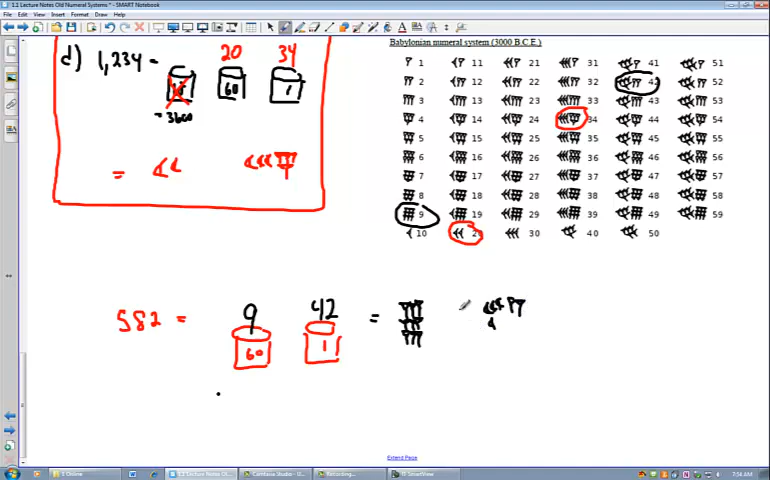 1.1 Lecture Notes Old Numeral Systems * - SMART Notebook
File Edit View Insert Format Draw Help
d) 1,234 = 20 34
60 1
= 3600
=
582 = 9 42 =
60 1
Babylonian numeral system (3000 B.C.E.)
1 11 21 31 41 51
2 12 22 32 42 52
3 13 23 33 43 53
4 14 24 34 44 54
5 15 25 35 45 55
6 16 26 36 46 56
7 17 27 37 47 57
8 18 28 38 48 58
9 19 29 39 49 59
10 20 30 40 50
Extend Page
7:54 AM